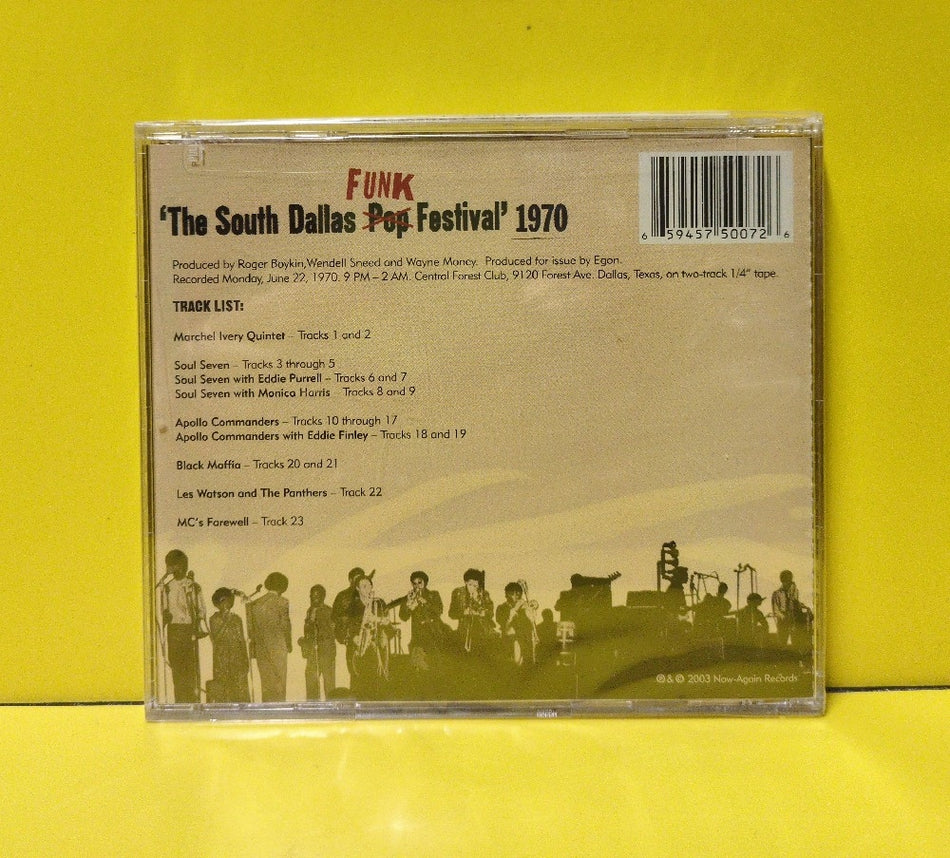 FUNK
'The South Dallas Pop Festival' 1970
6 59457 50072 6
Produced by Roger Boykin,Wendell Sneed and Wayne Moncy. Produced for issue by Egon.
Recorded Monday, June 22, 1970. 9 PM – 2 AM. Central Forest Club, 9120 Forest Ave. Dallas, Texas, on two-track 1/4" tape.
TRACK LIST:
Marchel Ivery Quintet – Tracks 1 and 2
Soul Seven – Tracks 3 through 5
Soul Seven with Eddie Purrell – Tracks 6 and 7
Soul Seven with Monica Harris – Tracks 8 and 9
Apollo Commanders – Tracks 10 through 17
Apollo Commanders with Eddie Finley – Tracks 18 and 19
Black Maffia – Tracks 20 and 21
Les Watson and The Panthers – Track 22
MC's Farewell – Track 23
℗ & © 2003 Now-Again Records